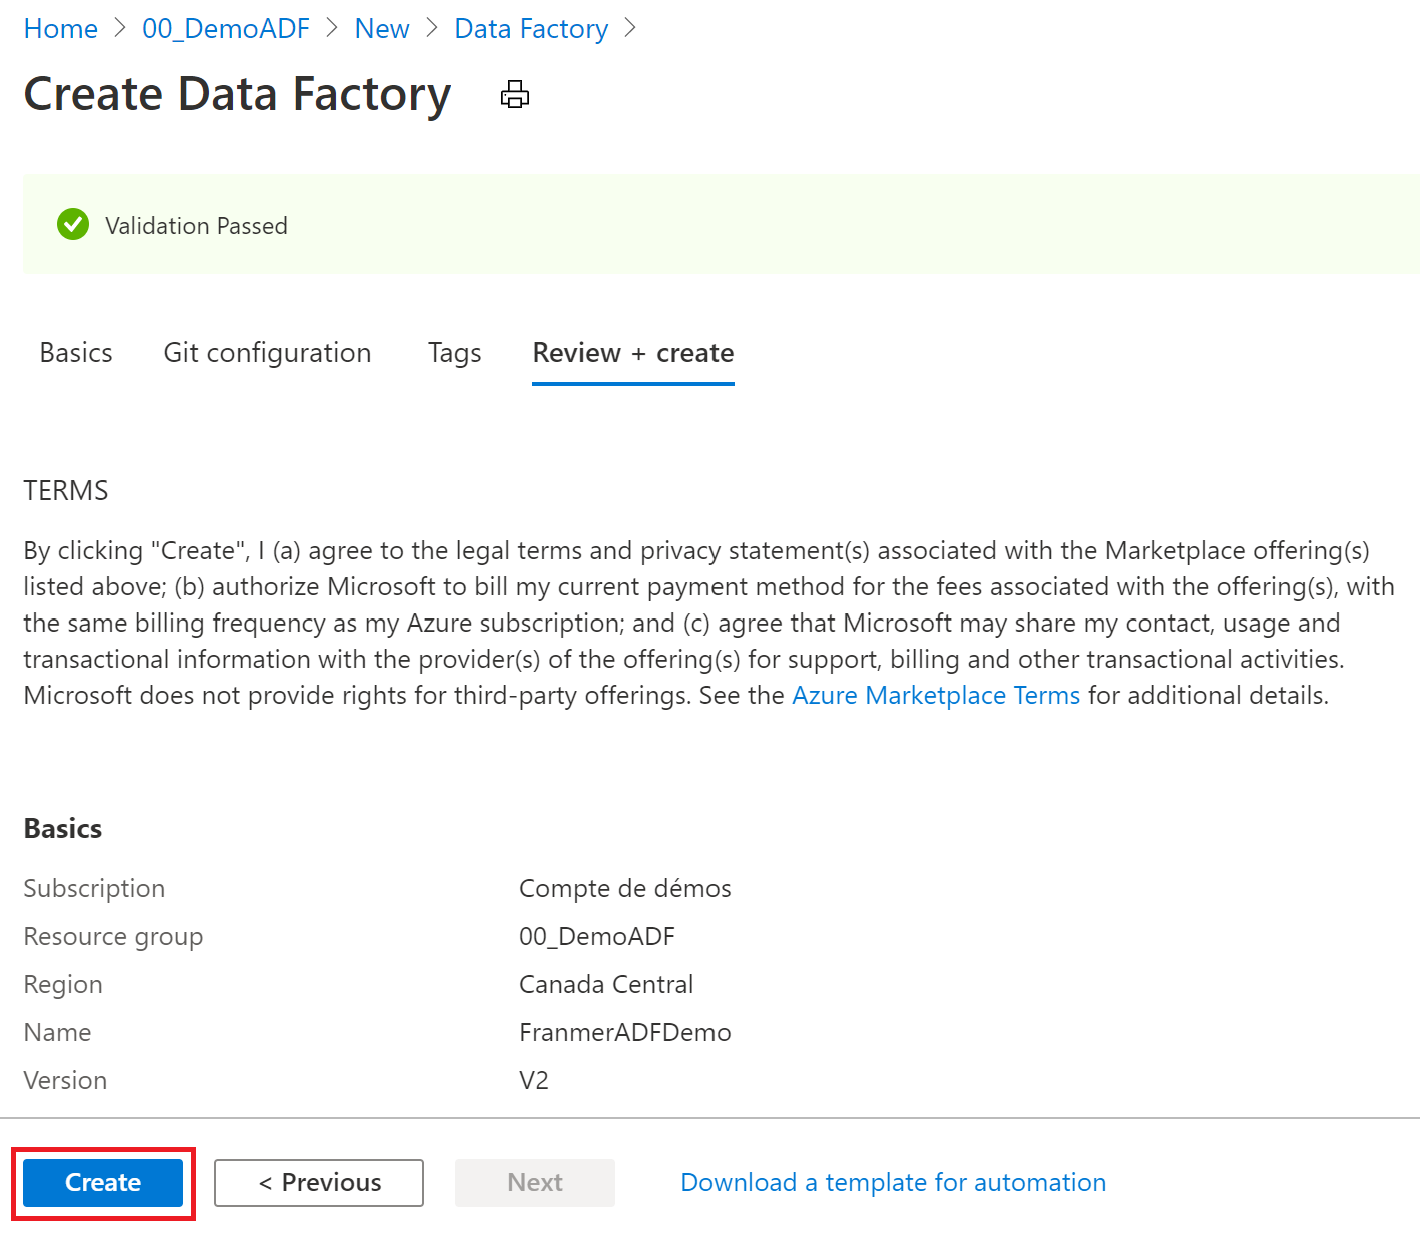 Home > 00_DemoADF > New > Data Factory >
Create Data Factory
Validation Passed
Basics Git configuration Tags Review + create
TERMS
By clicking "Create", I (a) agree to the legal terms and privacy statement(s) associated with the Marketplace offering(s)
listed above; (b) authorize Microsoft to bill my current payment method for the fees associated with the offering(s), with
the same billing frequency as my Azure subscription; and (c) agree that Microsoft may share my contact, usage and
transactional information with the provider(s) of the offering(s) for support, billing and other transactional activities.
Microsoft does not provide rights for third-party offerings. See the Azure Marketplace Terms for additional details.
Basics
Subscription Compte de démos
Resource group 00_DemoADF
Region Canada Central
Name FranmerADFDemo
Version V2
Create < Previous Next Download a template for automation